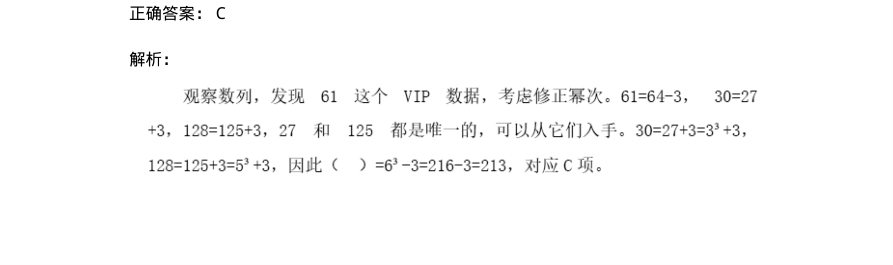 正确答案： C
解析：
观察数列，发现 61 这个 VIP 数据，考虑修正幂次。61=64-3， 30=27
+3，128=125+3，27 和 125 都是唯一的，可以从它们入手。30=27+3=3³+3，
128=125+3=5³+3，因此（ ）=6³-3=216-3=213，对应 C 项。